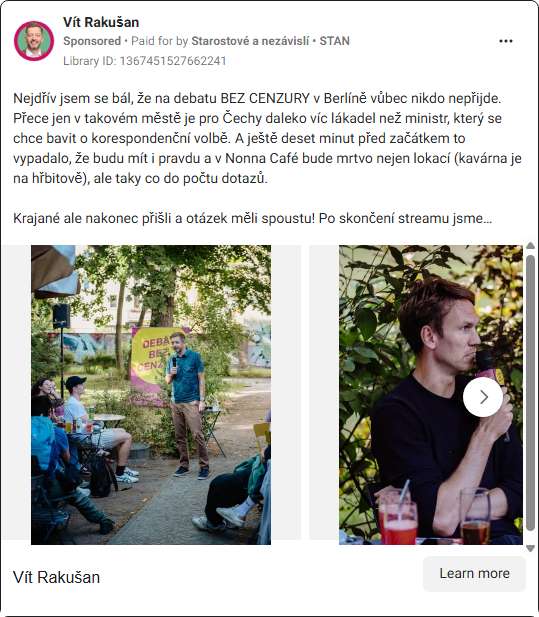 Vít Rakušan
Sponsored • Paid for by Starostové a nezávislí • STAN
Library ID: 1367451527662241
Nejdřív jsem se bál, že na debatu BEZ CENZURY v Berlíně vůbec nikdo nepřijde.
Přece jen v takovém městě je pro Čechy daleko víc lákadel než ministr, který se
chce bavit o korespondenční volbě. A ještě deset minut před začátkem to
vypadalo, že budu mít i pravdu a v Nonna Café bude mrtvo nejen lokací (kavárna je
na hřbitově), ale taky co do počtu dotazů.
Krajané ale nakonec přišli a otázek měli spoustu! Po skončení streamu jsme…
BEZ
Vít Rakušan
Learn more